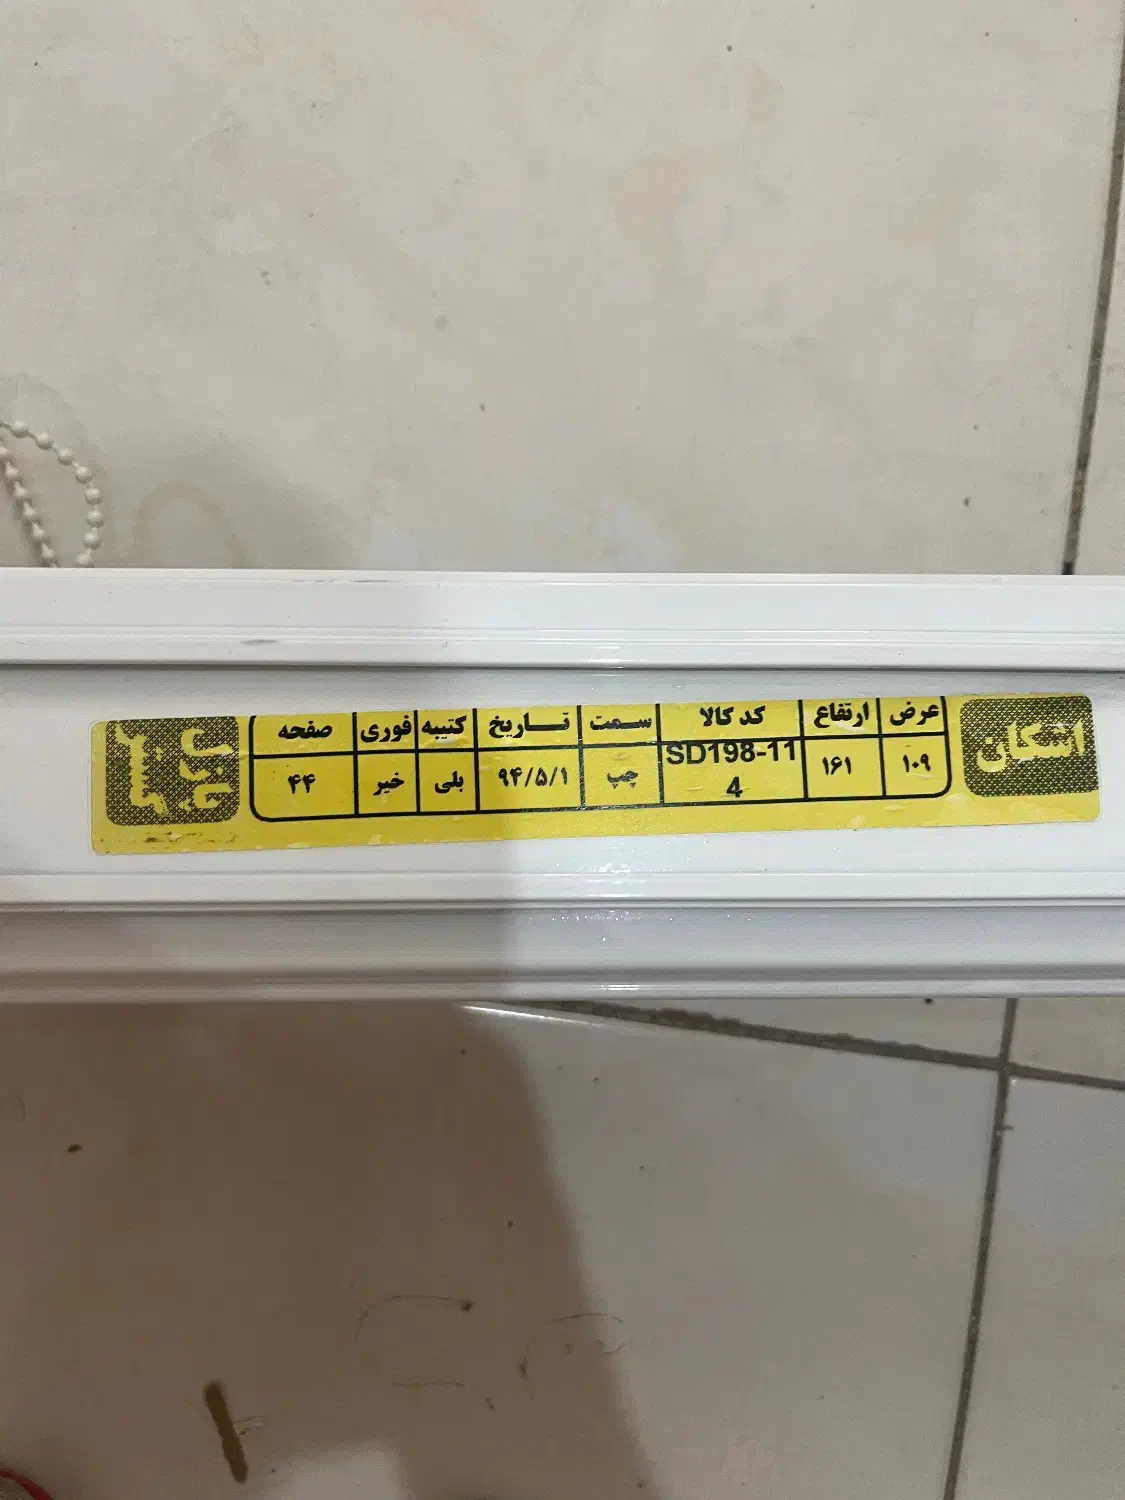 اشکان
عرض ارتفاع کد کالا سمت تاریخ کتیبه فوری صفحه
۱۰۹ ۱۶۱ SD198-11 چپ ۹۴/۵/۱ بلی خیر ۴۴
4